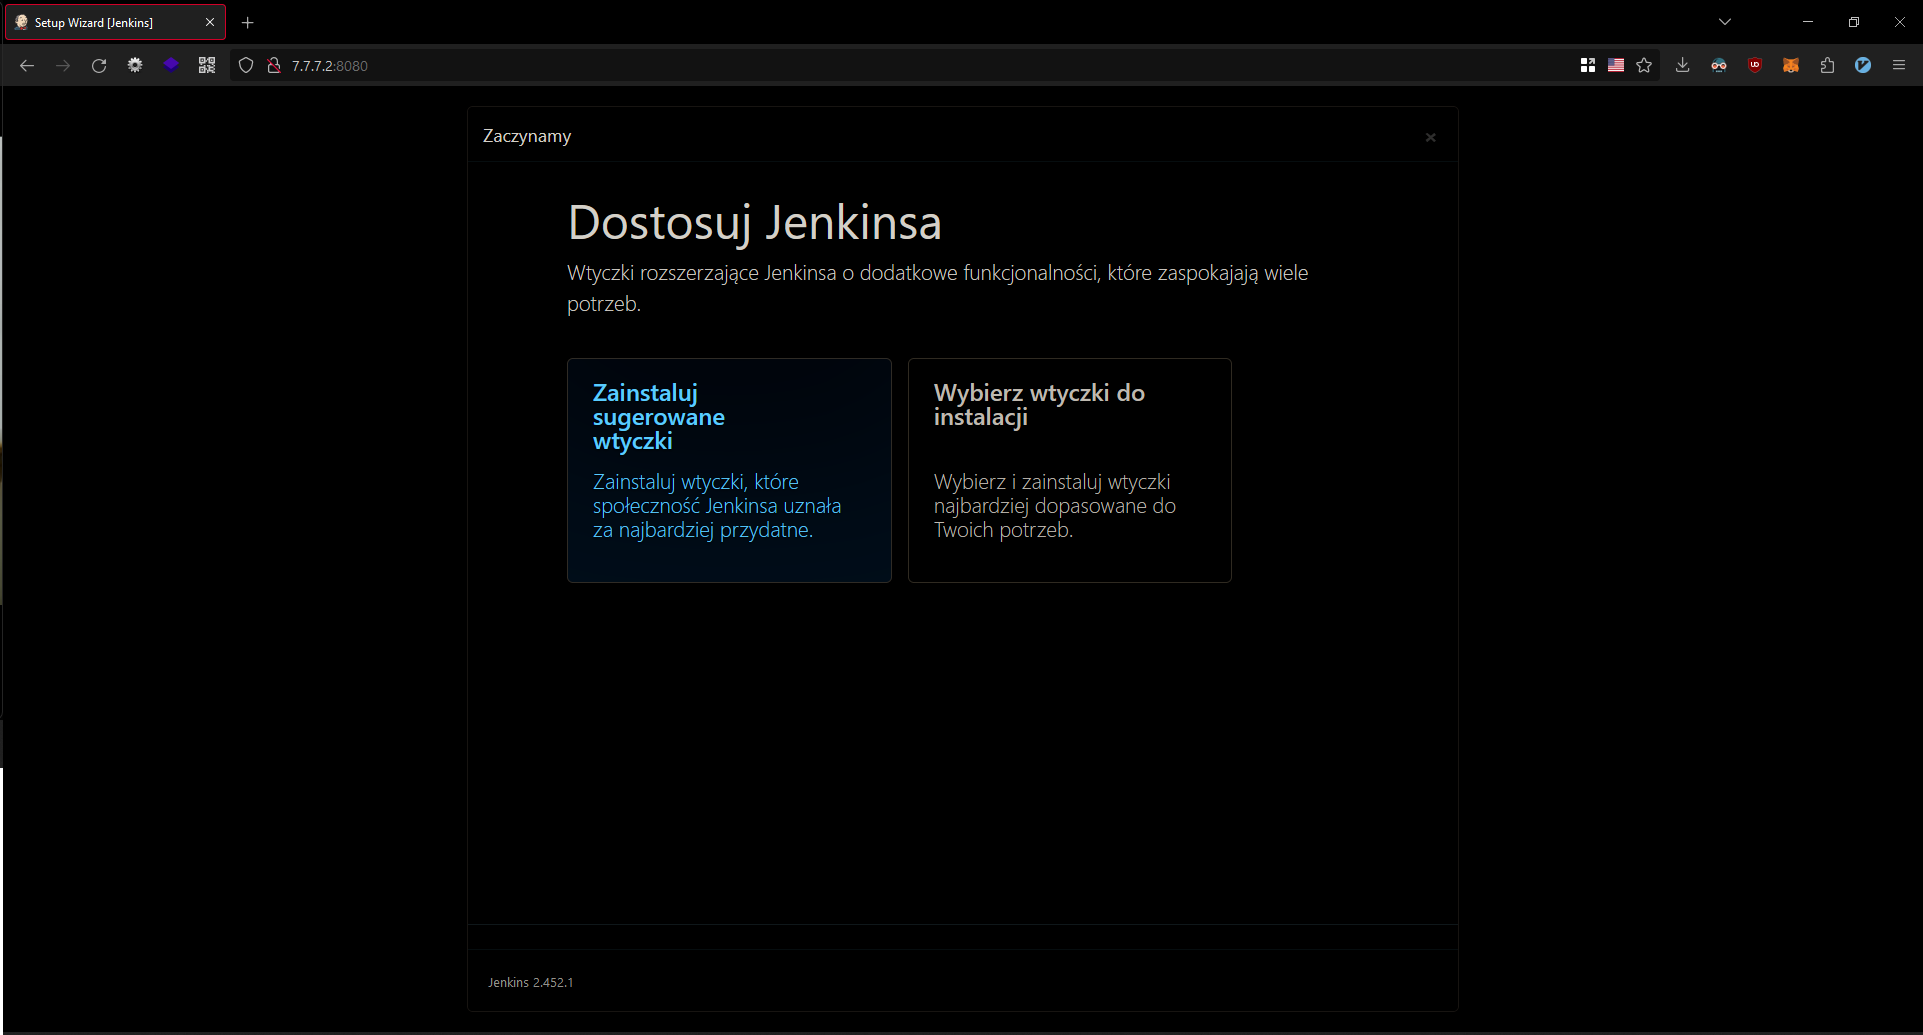 Setup Wizard [Jenkins]
7.7.7.2:8080
Zaczynamy
Dostosuj Jenkinsa
Wtyczki rozszerzające Jenkinsa o dodatkowe funkcjonalności, które zaspokajają wiele
potrzeb.
Zainstaluj
sugerowane
wtyczki
Zainstaluj wtyczki, które
społeczność Jenkinsa uznała
za najbardziej przydatne.
Wybierz wtyczki do
instalacji
Wybierz i zainstaluj wtyczki
najbardziej dopasowane do
Twoich potrzeb.
Jenkins 2.452.1